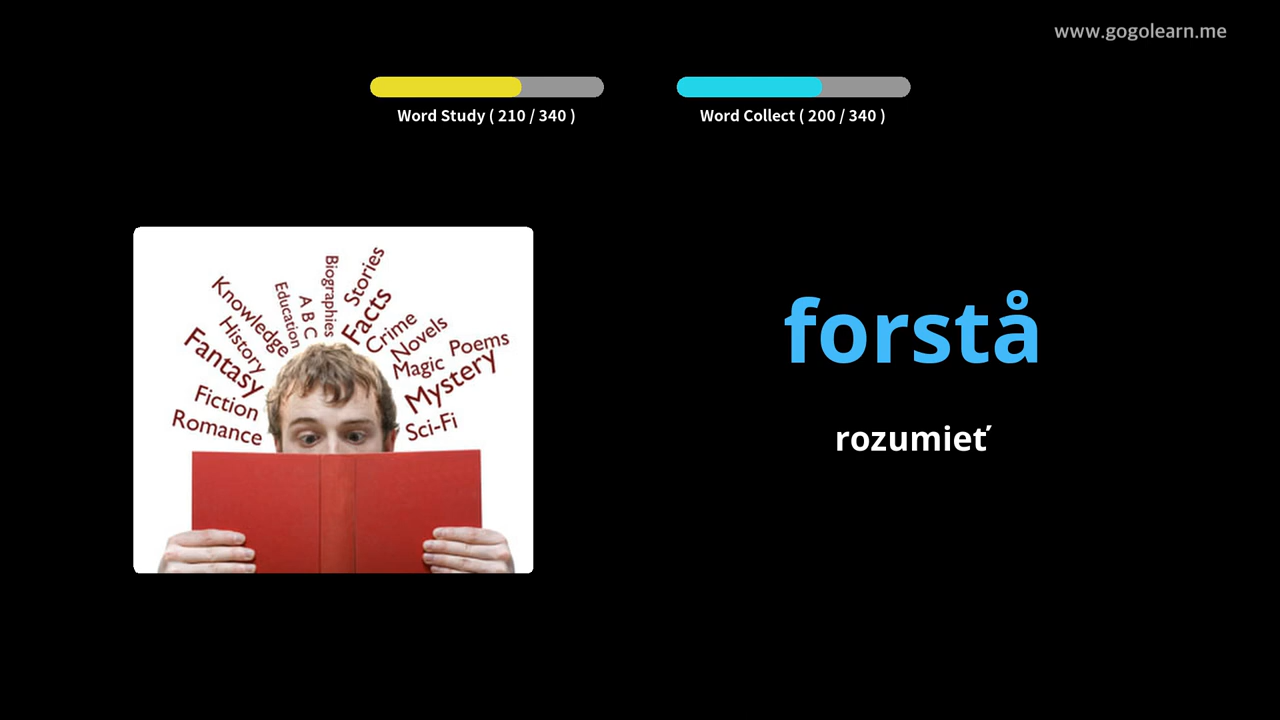 www.gogolearn.me
Word Study ( 210 / 340 )
Word Collect ( 200 / 340 )
Biographies
Stories
Education
A B C
Facts
Knowledge
History
Crime
Novels
Poems
Fantasy
Magic
Mystery
Fiction
Romance
Sci-Fi
forstå
rozumieť